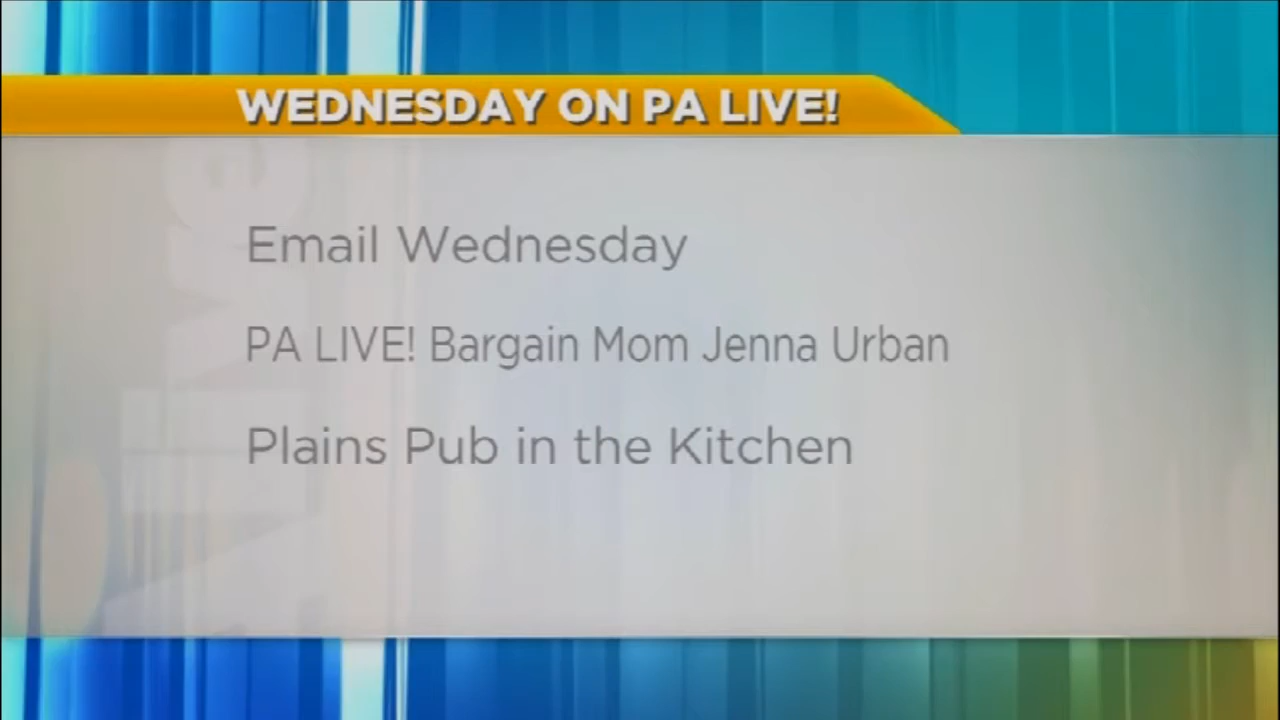 WEDNESDAY ON PA LIVE!
Email Wednesday
PA LIVE! Bargain Mom Jenna Urban
Plains Pub in the Kitchen